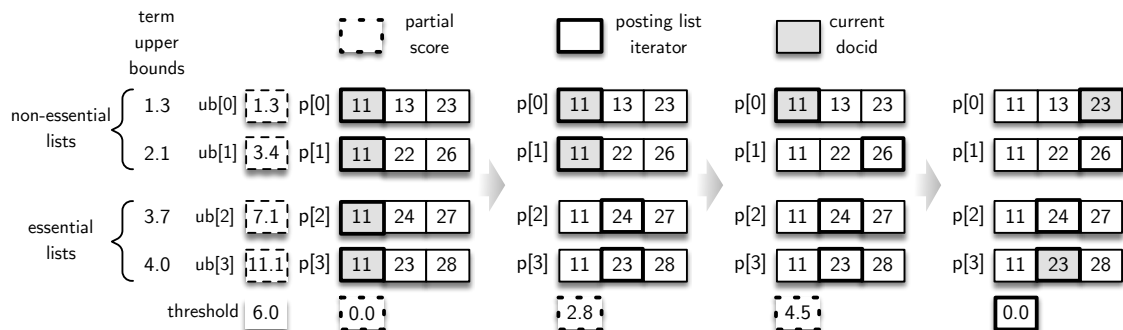 term upper bounds
partial score
posting list iterator
current docid
non-essential lists
1.3 ub[0] 1.3 p[0] 11 13 23 p[0] 11 13 23 p[0] 11 13 23 p[0] 11 13 23
2.1 ub[1] 3.4 p[1] 11 22 26 p[1] 11 22 26 p[1] 11 22 26 p[1] 11 22 26
essential lists
3.7 ub[2] 7.1 p[2] 11 24 27 p[2] 11 24 27 p[2] 11 24 27 p[2] 11 24 27
4.0 ub[3] 11.1 p[3] 11 23 28 p[3] 11 23 28 p[3] 11 23 28 p[3] 11 23 28
threshold 6.0 0.0 2.8 4.5 0.0